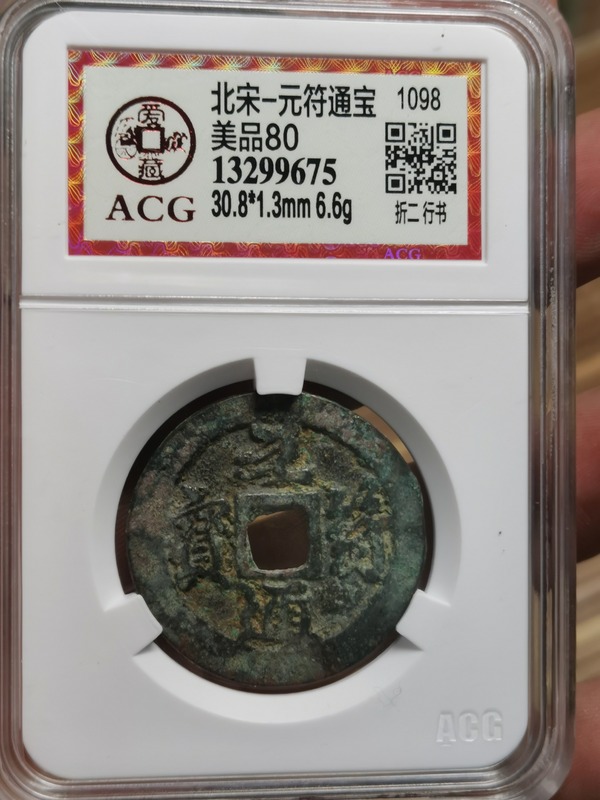 北宋-元符通宝 1098
美品80
13299675
30.8*1.3mm 6.6g
折二 行书
爱藏
ACG
ACG
元符通寶
ACG